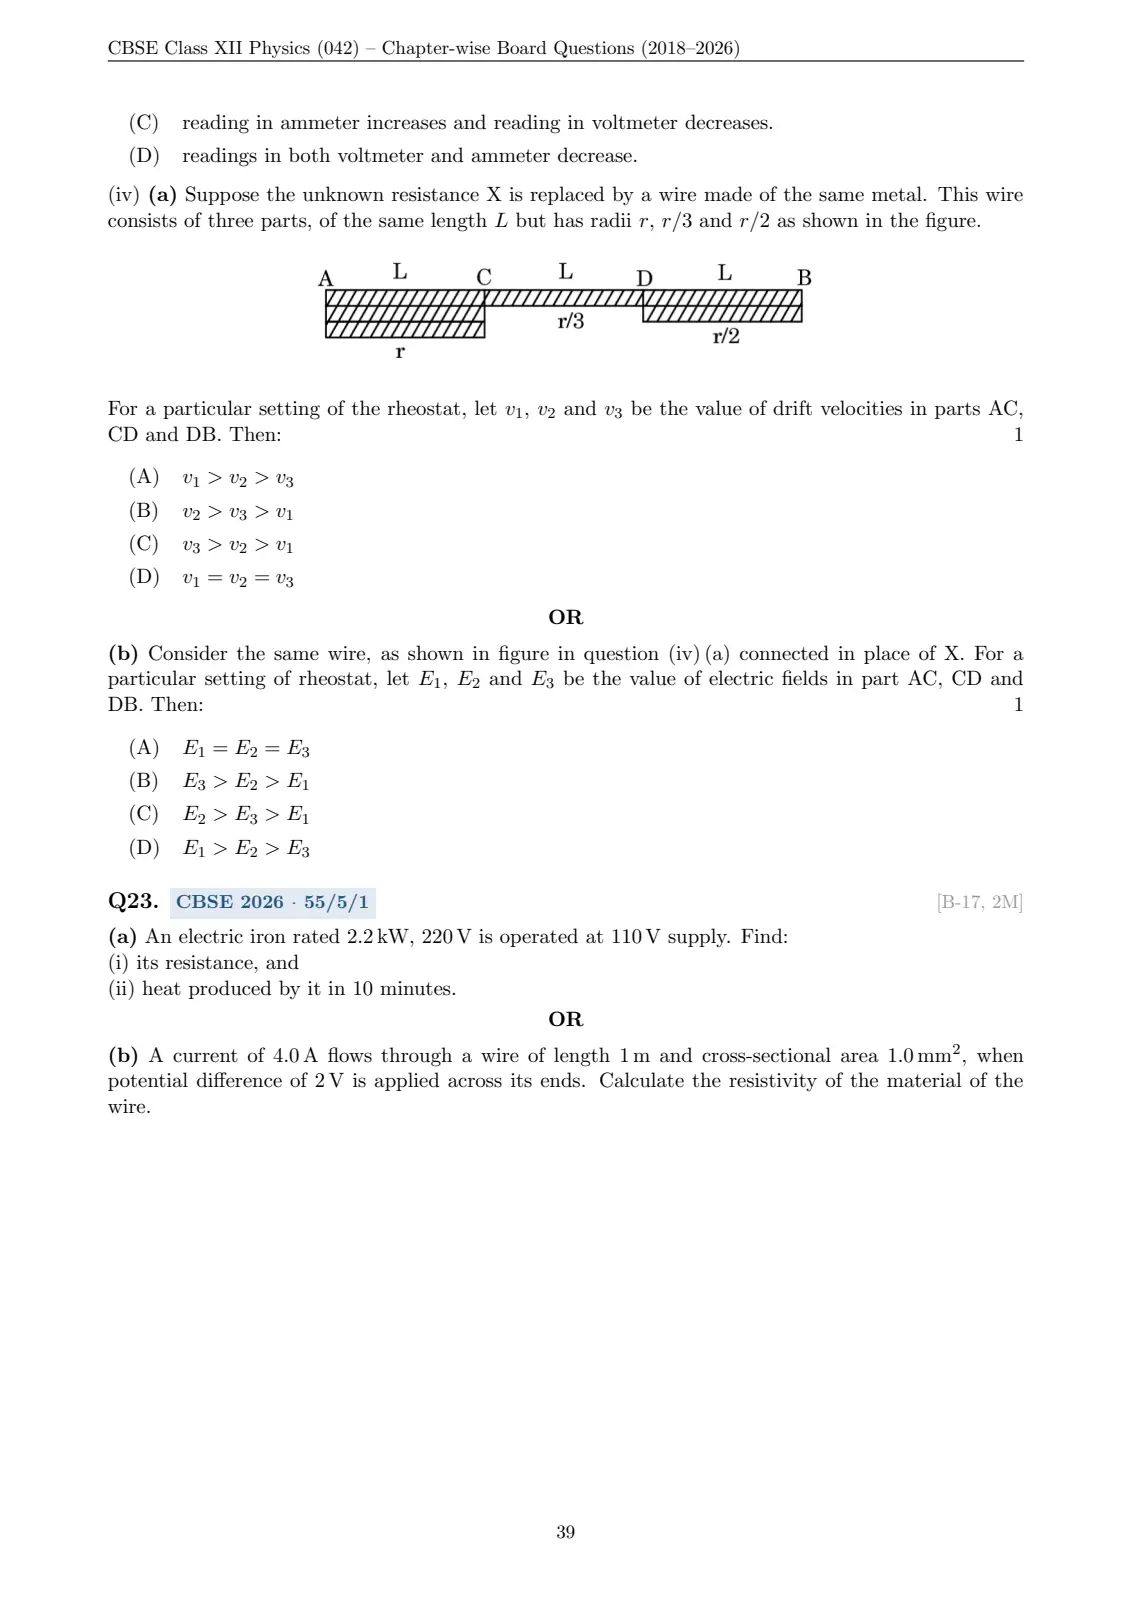 CBSE Class XII Physics (042) – Chapter-wise Board Questions (2018–2026)
(C) reading in ammeter increases and reading in voltmeter decreases.
(D) readings in both voltmeter and ammeter decrease.
(iv) (a) Suppose the unknown resistance X is replaced by a wire made of the same metal. This wire
consists of three parts, of the same length L but has radii r, r/3 and r/2 as shown in the figure.
A L C L D L B
r/3
r/2
r
For a particular setting of the rheostat, let v₁, v₂ and v₃ be the value of drift velocities in parts AC,
CD and DB. Then: 1
(A) v₁ > v₂ > v₃
(B) v₂ > v₃ > v₁
(C) v₃ > v₂ > v₁
(D) v₁ = v₂ = v₃
OR
(b) Consider the same wire, as shown in figure in question (iv) (a) connected in place of X. For a
particular setting of rheostat, let E₁, E₂ and E₃ be the value of electric fields in part AC, CD and
DB. Then: 1
(A) E₁ = E₂ = E₃
(B) E₃ > E₂ > E₁
(C) E₂ > E₃ > E₁
(D) E₁ > E₂ > E₃
Q23. CBSE 2026 · 55/5/1 [B-17, 2M]
(a) An electric iron rated 2.2 kW, 220 V is operated at 110 V supply. Find:
(i) its resistance, and
(ii) heat produced by it in 10 minutes.
OR
(b) A current of 4.0 A flows through a wire of length 1 m and cross-sectional area 1.0 mm², when
potential difference of 2 V is applied across its ends. Calculate the resistivity of the material of the
wire.
39